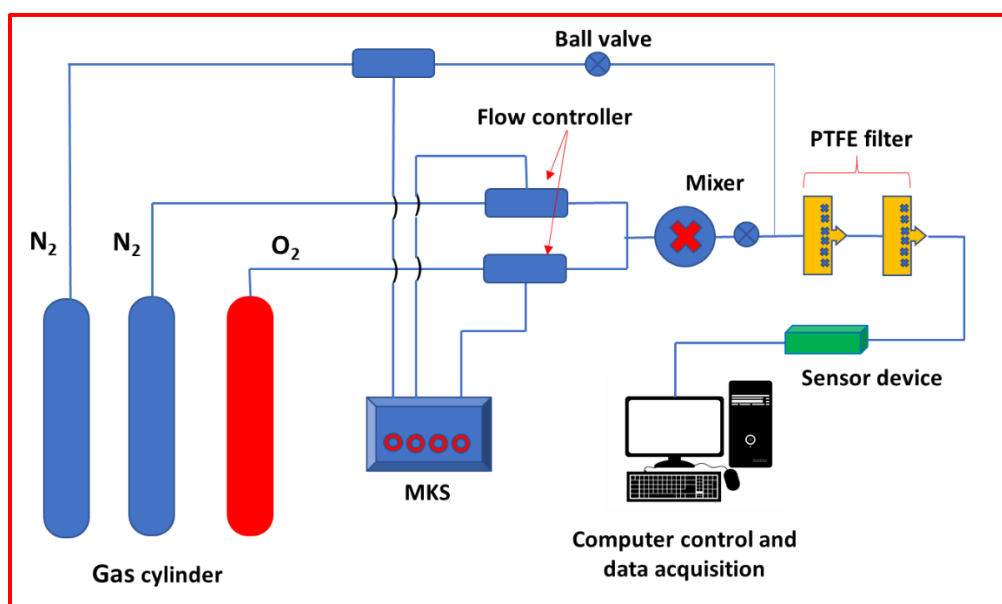 Ball valve
Flow controller
PTFE filter
Mixer
N₂
N₂
O₂
Sensor device
MKS
Computer control and
data acquisition
Gas cylinder